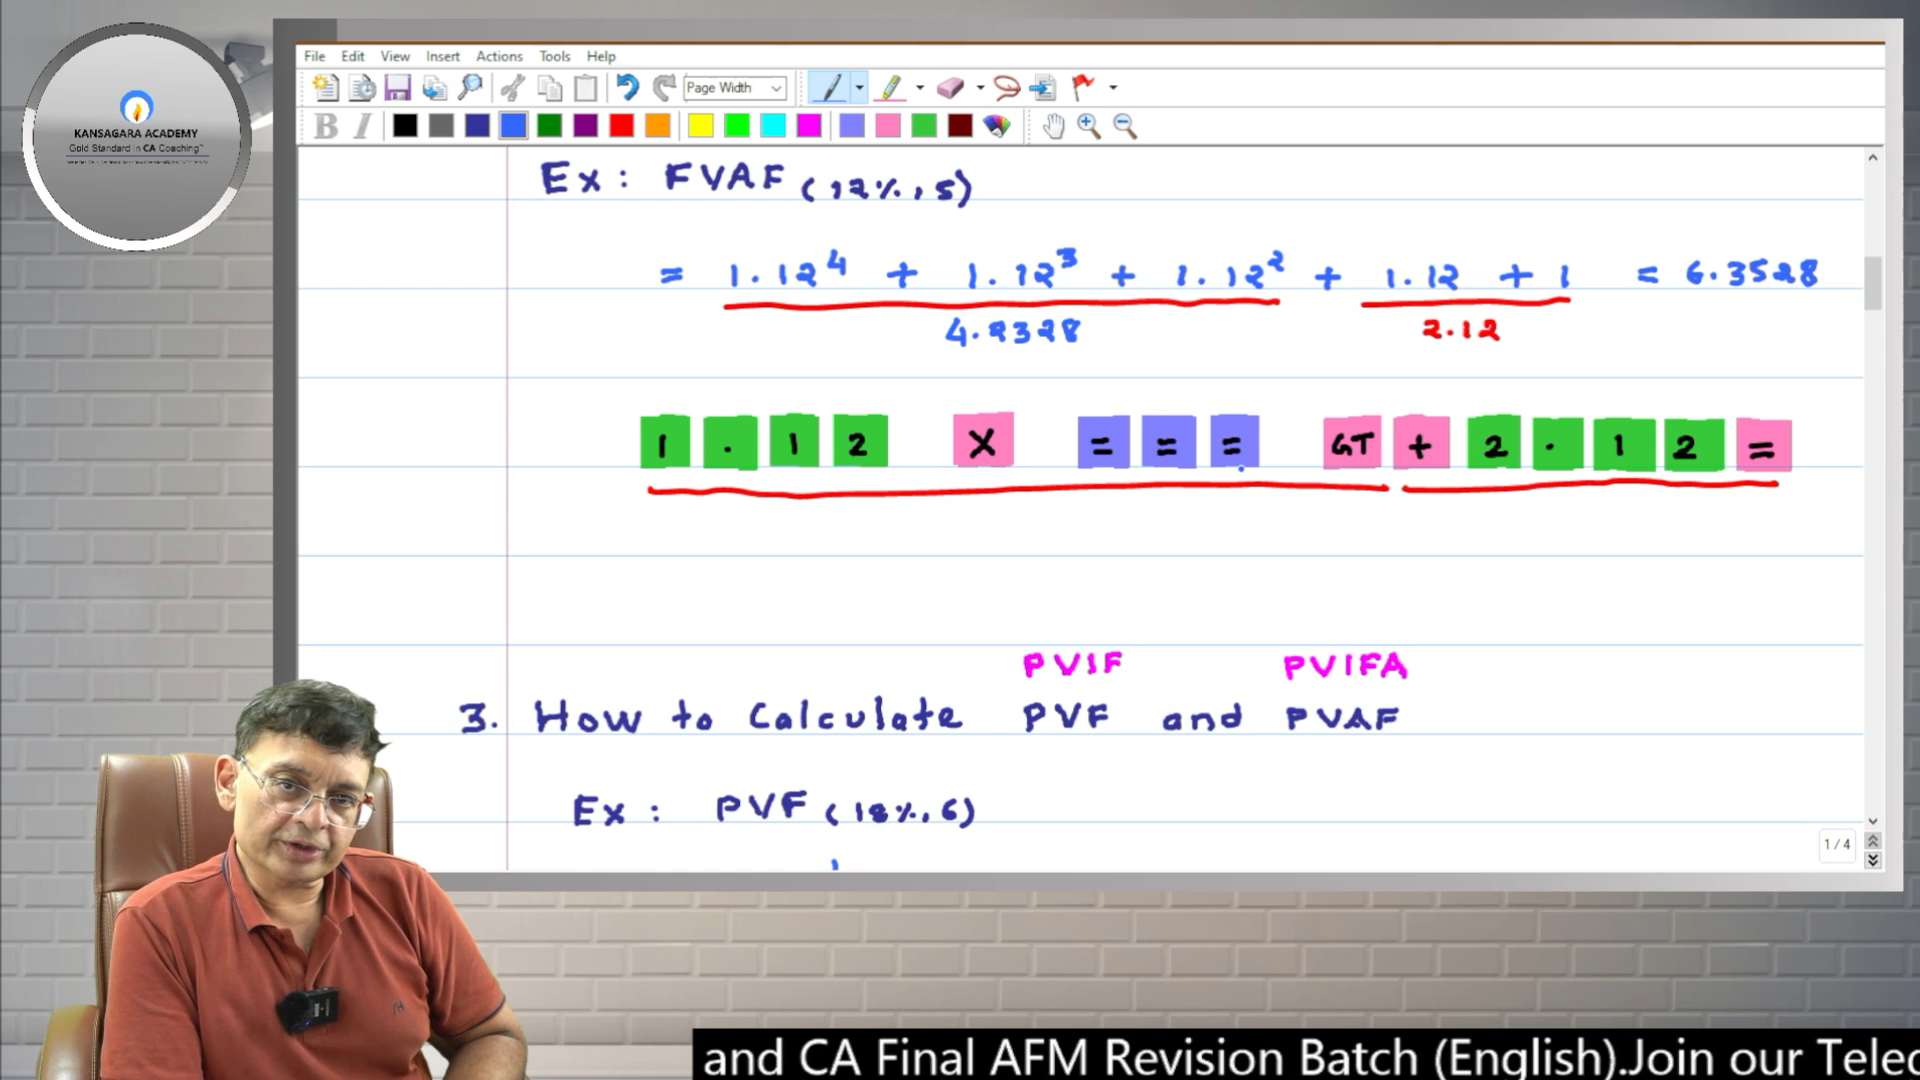 KANSAGARA ACADEMY
Gold Standard in CA Coaching™
File Edit View Insert Actions Tools Help
Page Width
B I
Ex: FVAF (12%, 5)
= 1.12⁴ + 1.12³ + 1.12² + 1.12 + 1 = 6.3528
4.2328 2.12
1 . 1 2 X = = = GT + 2 . 1 2 =
PVIF PVIFA
3. How to Calculate PVF and PVAF
Ex: PVF (18%, 6)
1/4
and CA Final AFM Revision Batch (English).Join our Telec